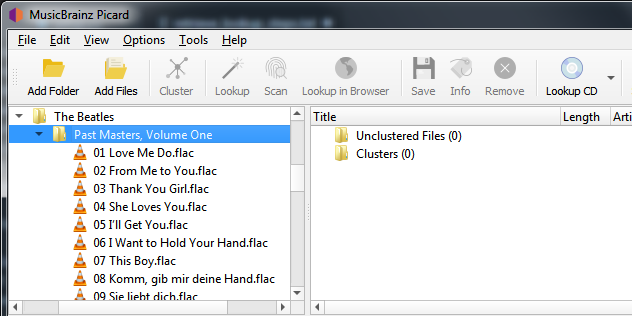 MusicBrainz Picard
File Edit View Options Tools Help
Add Folder Add Files Cluster Lookup Scan Lookup in Browser Save Info Remove Lookup CD
The Beatles
Past Masters, Volume One
01 Love Me Do.flac
02 From Me to You.flac
03 Thank You Girl.flac
04 She Loves You.flac
05 I'll Get You.flac
06 I Want to Hold Your Hand.flac
07 This Boy.flac
08 Komm, gib mir deine Hand.flac
09 Sie liebt dich.flac
Title Length Arti
Unclustered Files (0)
Clusters (0)